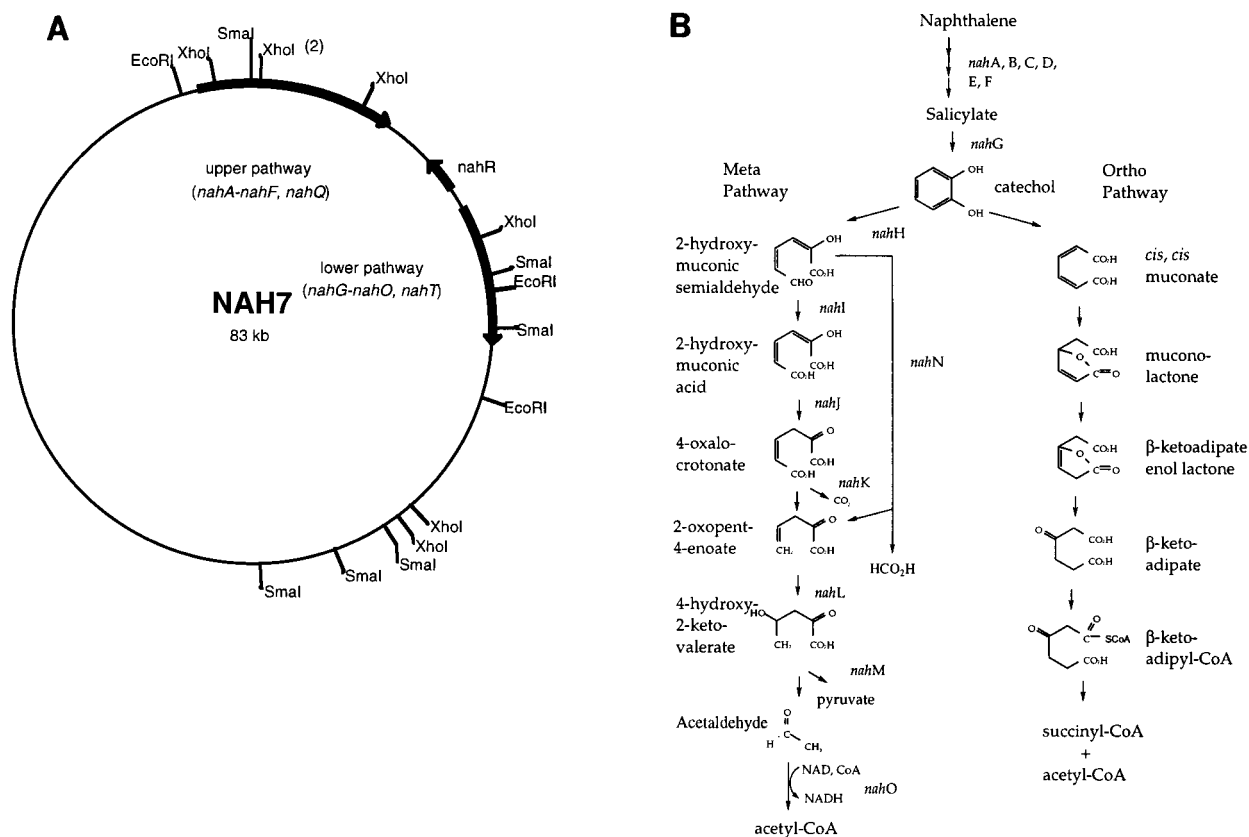 A
SmaI
XhoI (2)
XhoI
EcoRI
XhoI
nahR
upper pathway
(nahA-nahF, nahQ)
XhoI
lower pathway
(nahG-nahO, nahT)
SmaI
EcoRI
NAH7
83 kb
SmaI
EcoRI
XhoI
XhoI
SmaI
SmaI
SmaI
B
Naphthalene
nahA, B, C, D,
E, F
Salicylate
nahG
Meta
Pathway
OH
OH
catechol
Ortho
Pathway
nahH
2-hydroxy-
muconic
semialdehyde
OH
CO₂H
CHO
nahI
2-hydroxy-
muconic
acid
OH
CO₂H
CO₂H
nahJ
4-oxalo-
crotonate
O
CO₂H
CO₂H
nahK
CO₂
nahN
2-oxopent-
4-enoate
O
CO₂H
CH₂
HCO₂H
nahL
4-hydroxy-
2-keto-
valerate
HO
O
CO₂H
CH₃
nahM
pyruvate
Acetaldehyde
O
H
C
CH₃
NAD, CoA
NADH
nahO
acetyl-CoA
CO₂H
CO₂H
cis, cis
muconate
CO₂H
O
C=O
mucono-
lactone
CO₂H
O
C=O
β-ketoadipate
enol lactone
O
CO₂H
CO₂H
β-keto-
adipate
O
O
C
SCoA
CO₂H
β-keto-
adipyl-CoA
succinyl-CoA
+
acetyl-CoA